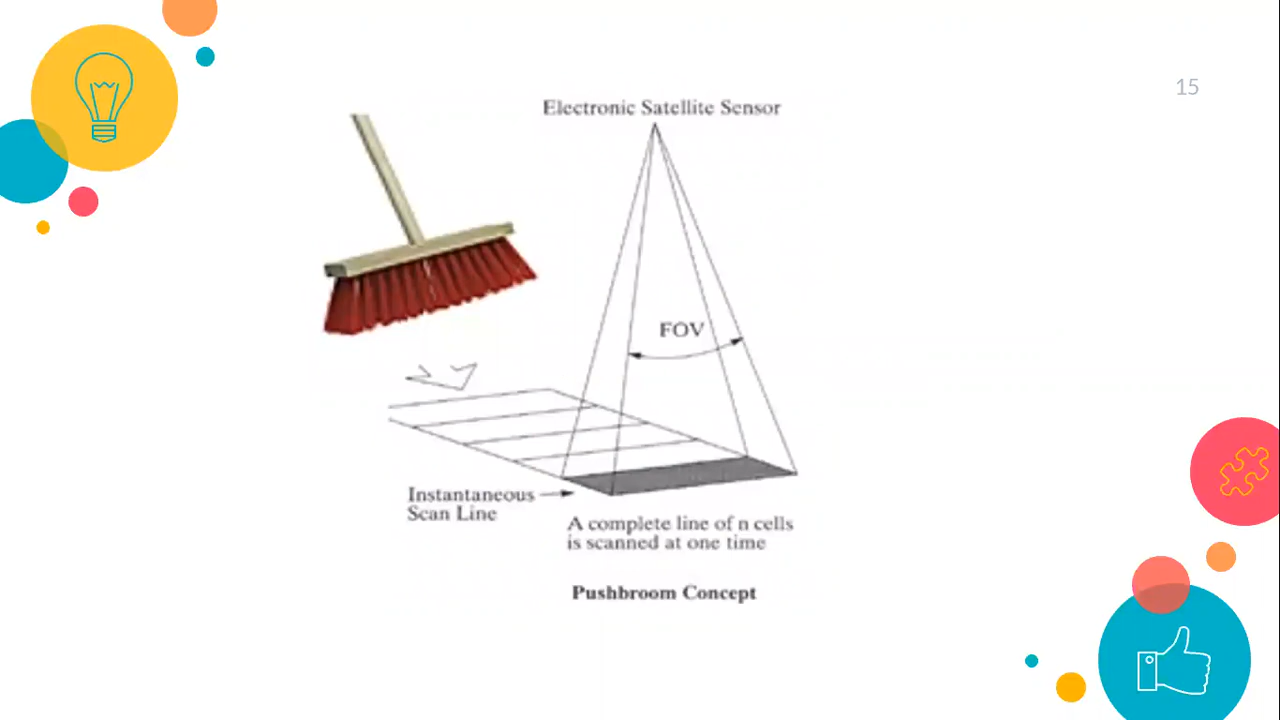 15
Electronic Satellite Sensor
FOV
Instantaneous
Scan Line
A complete line of n cells
is scanned at one time
Pushbroom Concept